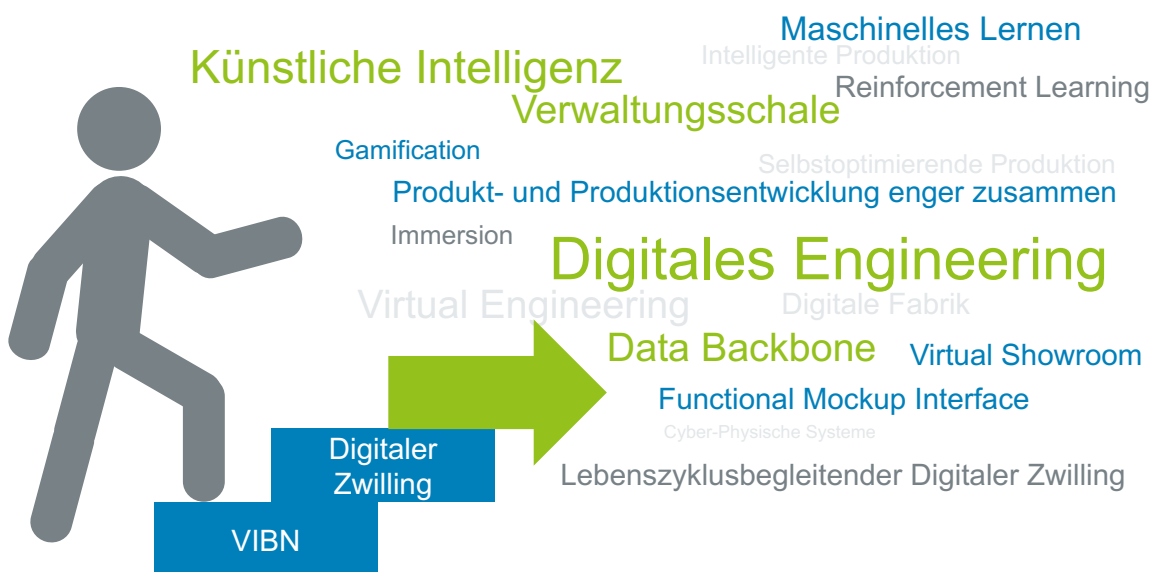 Maschinelles Lernen
Künstliche Intelligenz
Intelligente Produktion
Reinforcement Learning
Verwaltungsschale
Gamification
Selbstoptimierende Produktion
Produkt- und Produktionsentwicklung enger zusammen
Immersion
Digitales Engineering
Virtual Engineering
Digitale Fabrik
Data Backbone
Virtual Showroom
Functional Mockup Interface
Cyber-Physische Systeme
Lebenszyklusbegleitender Digitaler Zwilling
Digitaler
Zwilling
VIBN